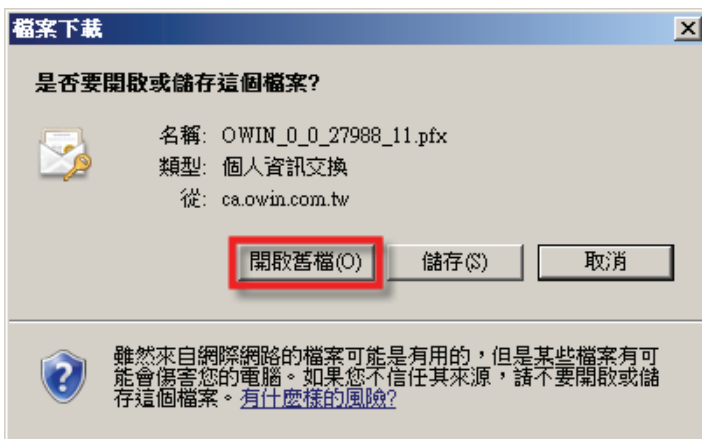 檔案下載
是否要開啟或儲存這個檔案?
名稱: OWIN_0_0_27988_11.pfx
類型: 個人資訊交換
從: ca.owin.com.tw
開啟舊檔(O) 儲存(S) 取消
雖然來自網際網路的檔案可能是有用的，但是某些檔案有可
能會傷害您的電腦。如果您不信任其來源，請不要開啟或儲
存這個檔案。有什麼樣的風險?